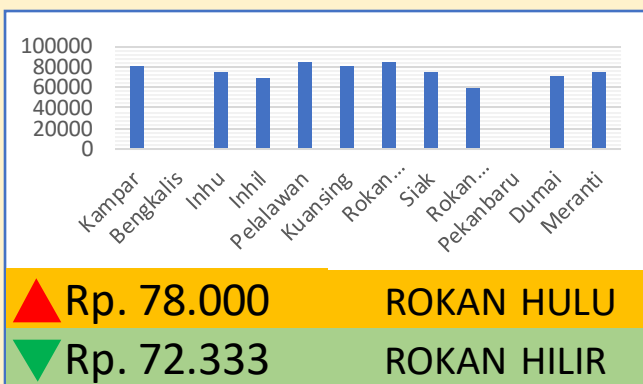 100000
80000
60000
40000
20000
0
Kampar
Bengkalis
Inhu
Inhil
Pelalawan
Kuansing
Rokan...
Siak
Rokan...
Pekanbaru
Dumai
Meranti
Rp. 78.000 ROKAN HULU
Rp. 72.333 ROKAN HILIR